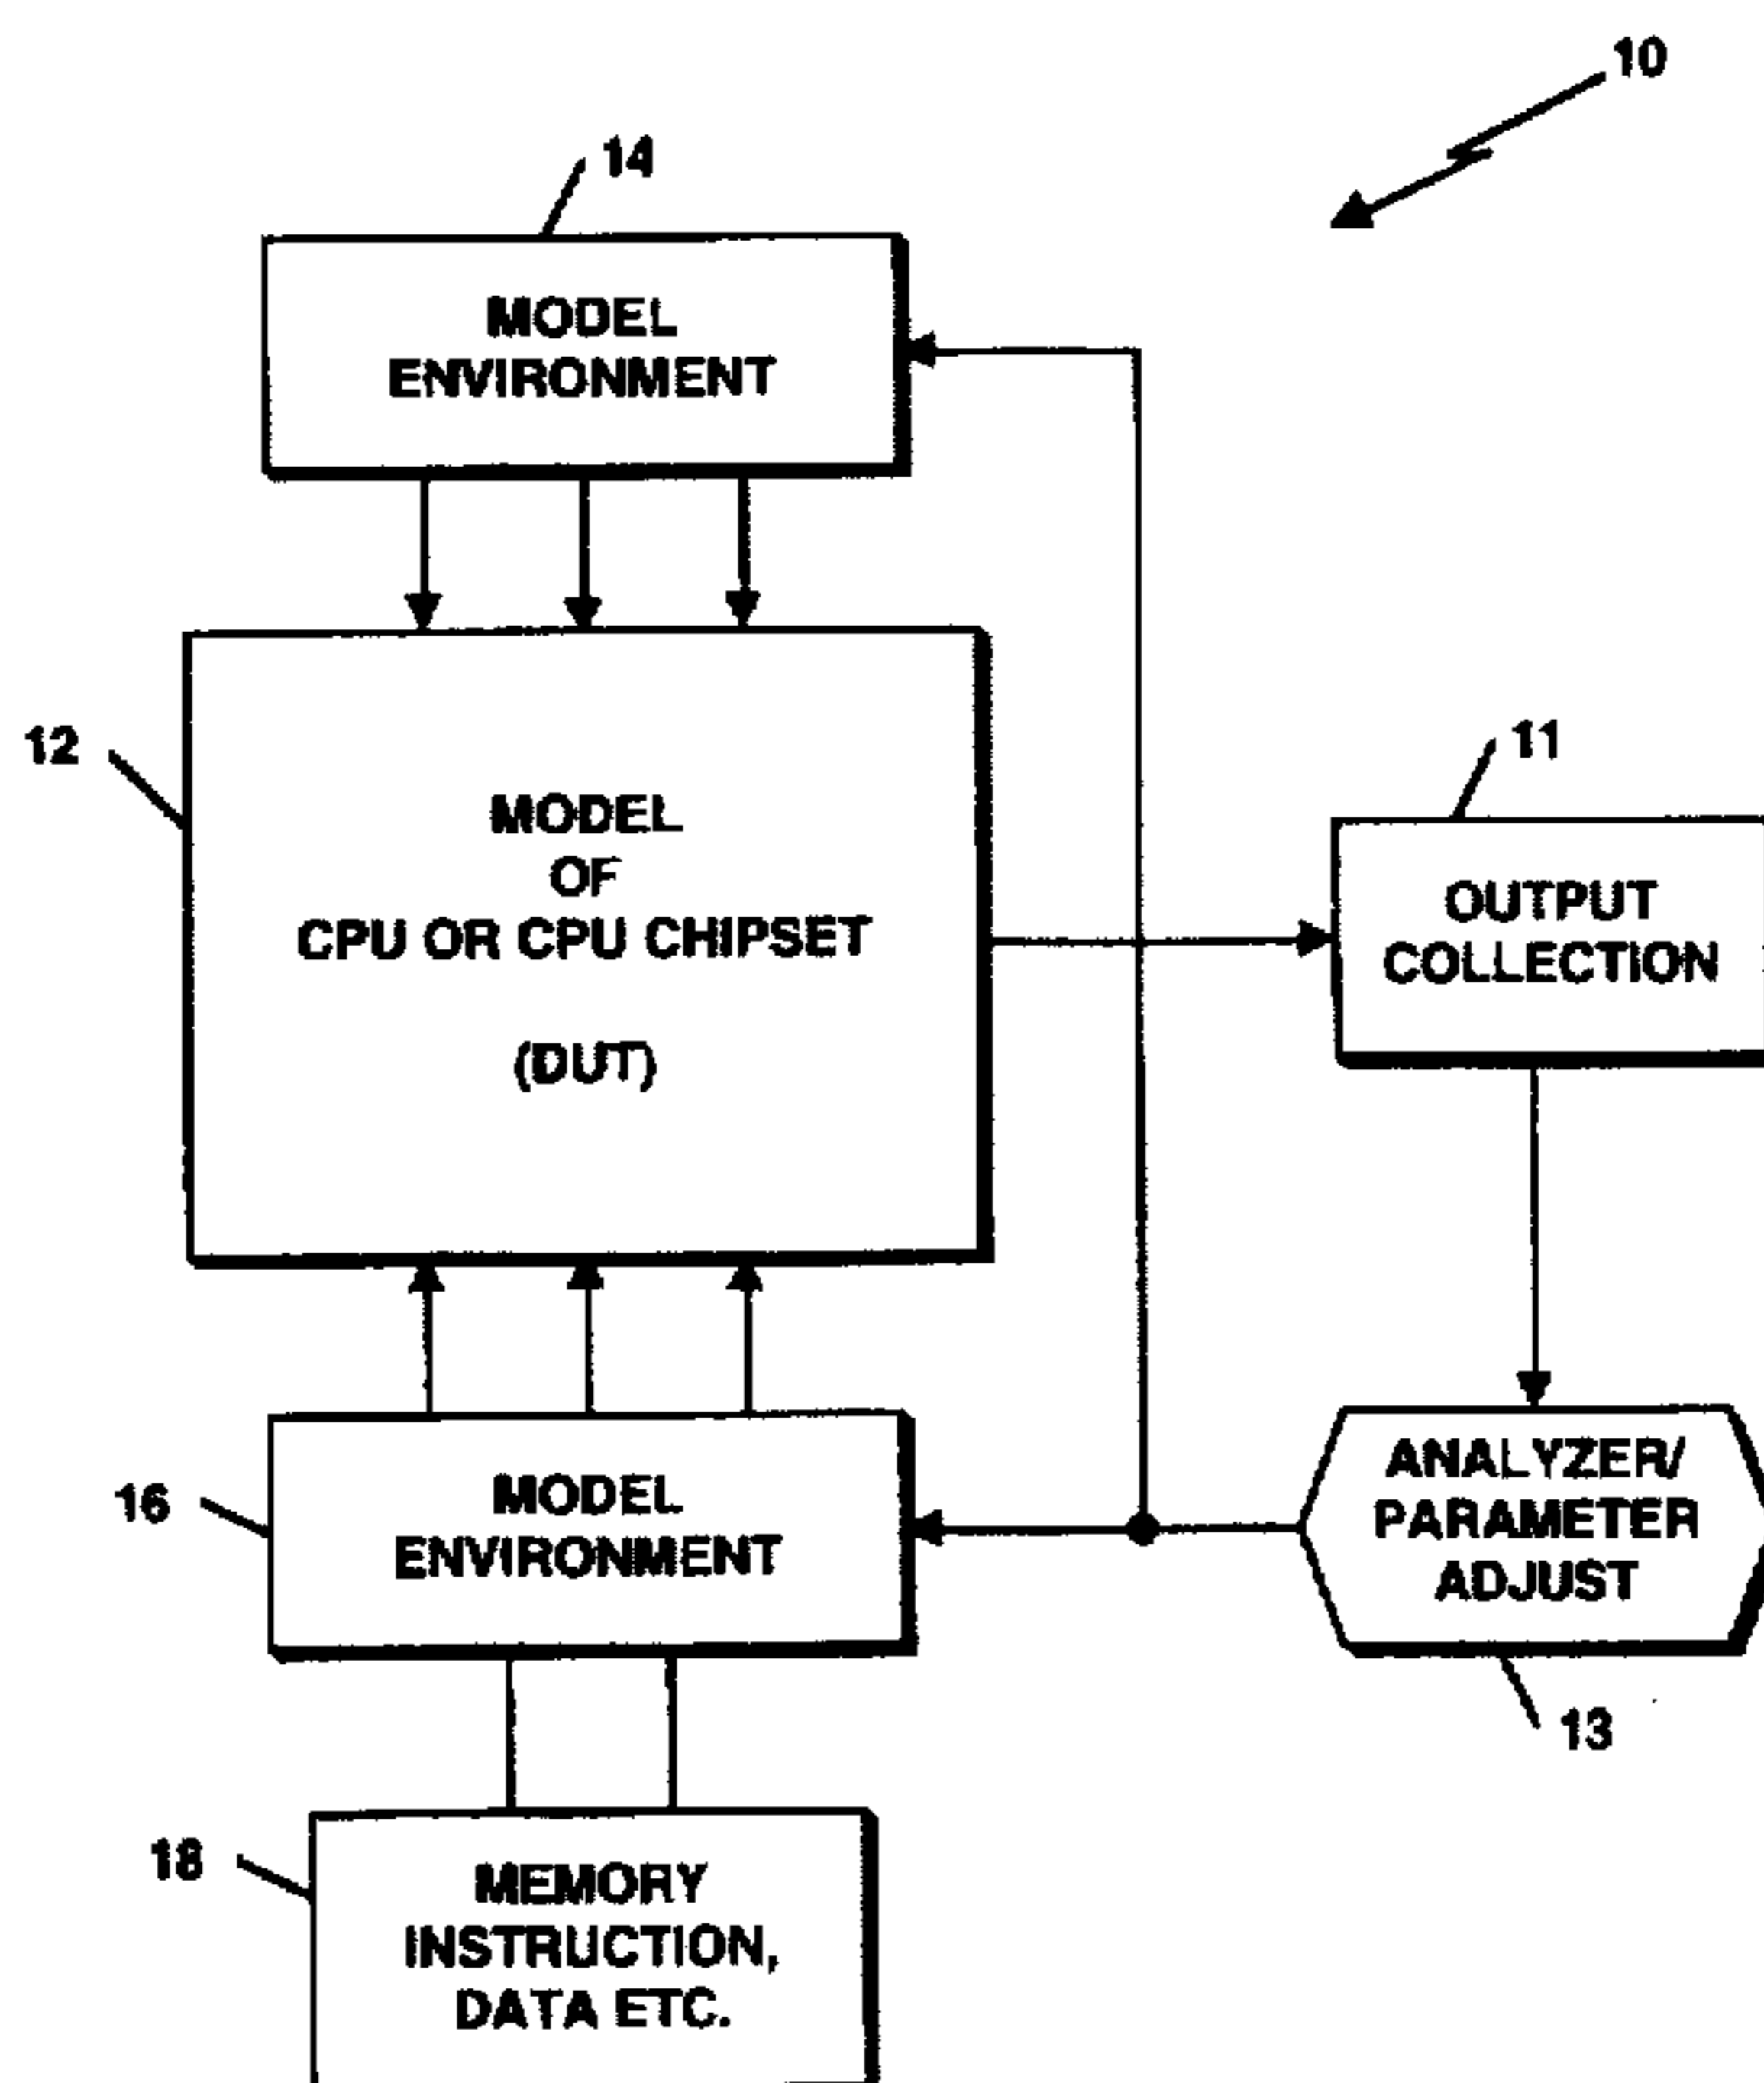 10
14
MODEL
ENVIRONMENT
12
MODEL
OF
CPU OR CPU CHIPSET
(DUT)
11
OUTPUT
COLLECTION
16
MODEL
ENVIRONMENT
ANALYZER/
PARAMETER
ADJUST
13
18
MEMORY
INSTRUCTION,
DATA ETC.